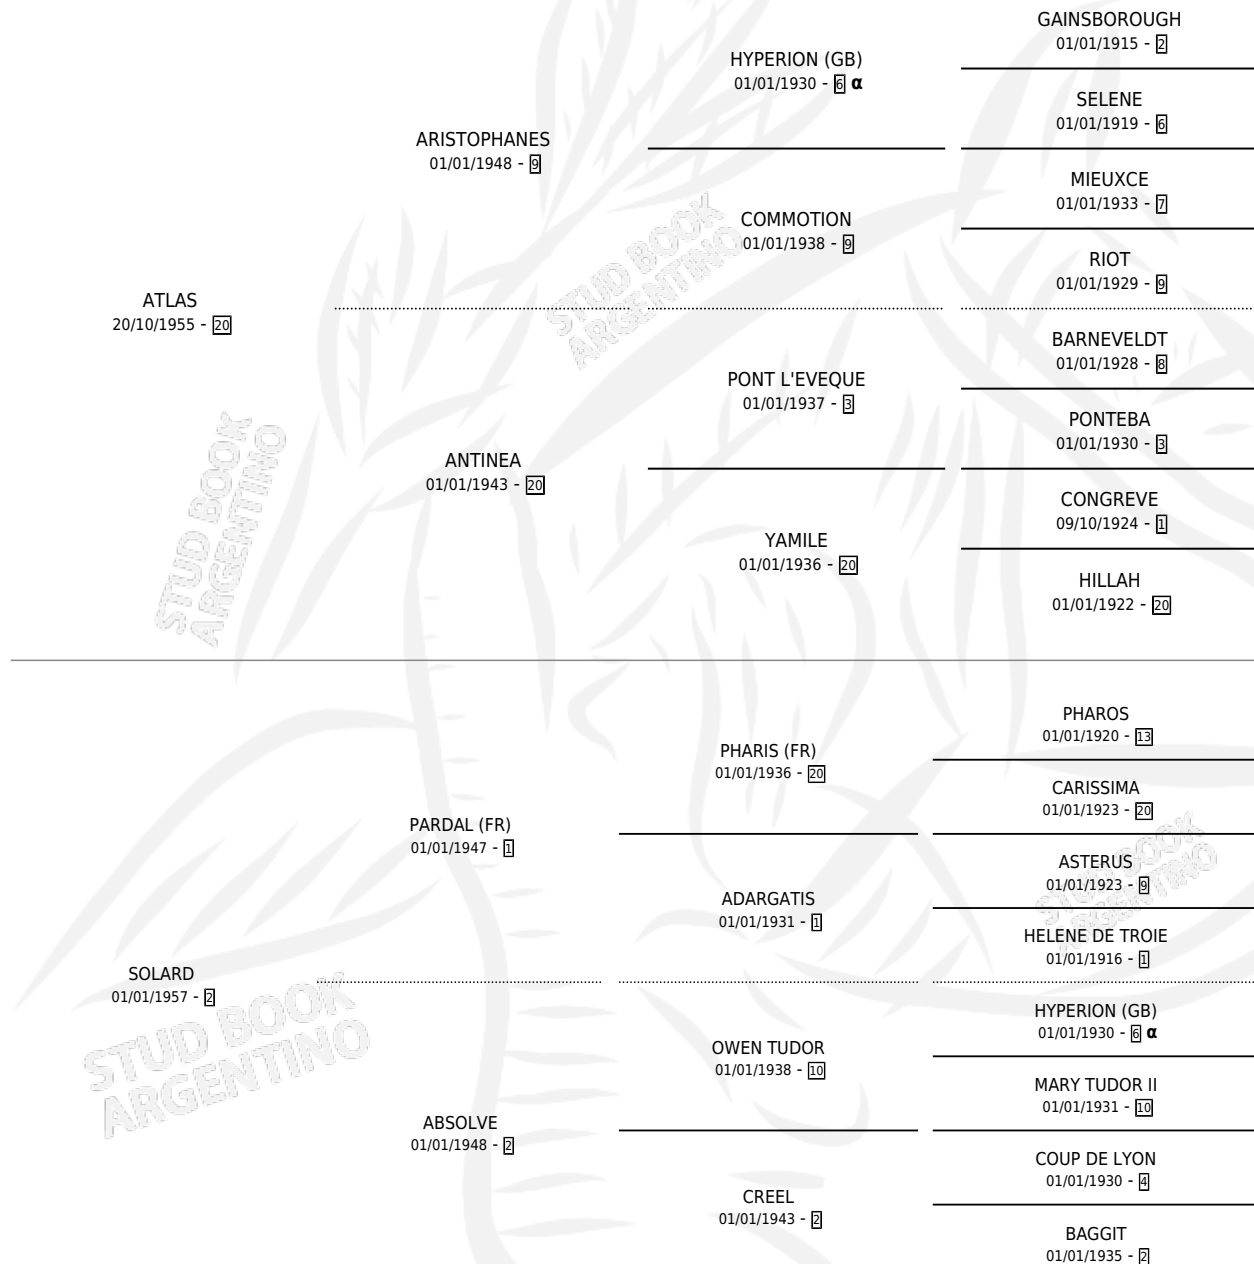 GAINSBOROUGH
01/01/1915 - 2
HYPERION (GB)
01/01/1930 - 6 α
SELENE
01/01/1919 - 6
ARISTOPHANES
01/01/1948 - 9
MIEUXCE
01/01/1933 - 7
COMMOTION
01/01/1938 - 9
RIOT
01/01/1929 - 9
ATLAS
20/10/1955 - 20
BARNEVELDT
01/01/1928 - 8
PONT L'EVEQUE
01/01/1937 - 3
PONTEBA
01/01/1930 - 3
ANTINEA
01/01/1943 - 20
CONGREVE
09/10/1924 - 1
YAMILE
01/01/1936 - 20
HILLAH
01/01/1922 - 20
STUD BOOK
ARGENTINO
STUD BOOK
ARGENTINO
PHAROS
01/01/1920 - 13
PHARIS (FR)
01/01/1936 - 20
CARISSIMA
01/01/1923 - 20
PARDAL (FR)
01/01/1947 - 1
ASTERUS
01/01/1923 - 9
ADARGATIS
01/01/1931 - 1
HELENE DE TROIE
01/01/1916 - 1
SOLARD
01/01/1957 - 2
HYPERION (GB)
01/01/1930 - 6 α
OWEN TUDOR
01/01/1938 - 10
MARY TUDOR II
01/01/1931 - 10
ABSOLVE
01/01/1948 - 2
COUP DE LYON
01/01/1930 - 4
CREEL
01/01/1943 - 2
BAGGIT
01/01/1935 - 2
STUD BOOK
ARGENTINO
STUD BOOK
ARGENTINO